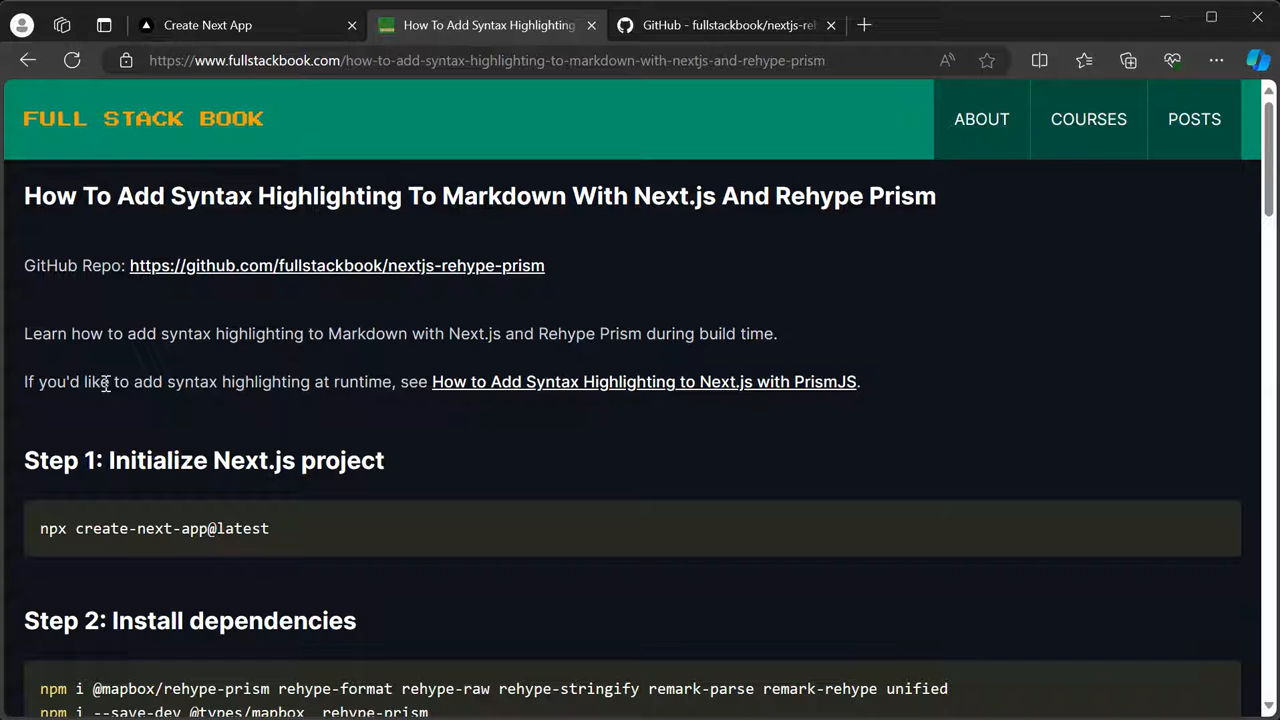 Create Next App
How To Add Syntax Highlighting
GitHub - fullstackbook/nextjs-rel
https://www.fullstackbook.com/how-to-add-syntax-highlighting-to-markdown-with-nextjs-and-rehype-prism
FULL STACK BOOK
ABOUT
COURSES
POSTS
How To Add Syntax Highlighting To Markdown With Next.js And Rehype Prism
GitHub Repo: https://github.com/fullstackbook/nextjs-rehype-prism
Learn how to add syntax highlighting to Markdown with Next.js and Rehype Prism during build time.
If you'd like to add syntax highlighting at runtime, see How to Add Syntax Highlighting to Next.js with PrismJS.
Step 1: Initialize Next.js project
npx create-next-app@latest
Step 2: Install dependencies
npm i @mapbox/rehype-prism rehype-format rehype-raw rehype-stringify remark-parse remark-rehype unified
npm i --save-dev @types/mapbox__rehype-prism